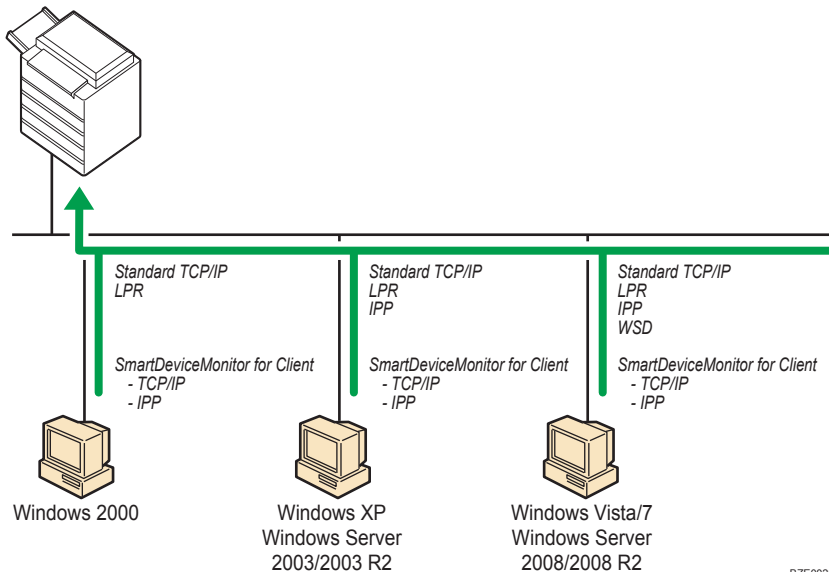 Standard TCP/IP
LPR
SmartDeviceMonitor for Client
- TCP/IP
- IPP
Windows 2000
Standard TCP/IP
LPR
IPP
SmartDeviceMonitor for Client
- TCP/IP
- IPP
Windows XP
Windows Server
2003/2003 R2
Standard TCP/IP
LPR
IPP
WSD
SmartDeviceMonitor for Client
- TCP/IP
- IPP
Windows Vista/7
Windows Server
2008/2008 R2